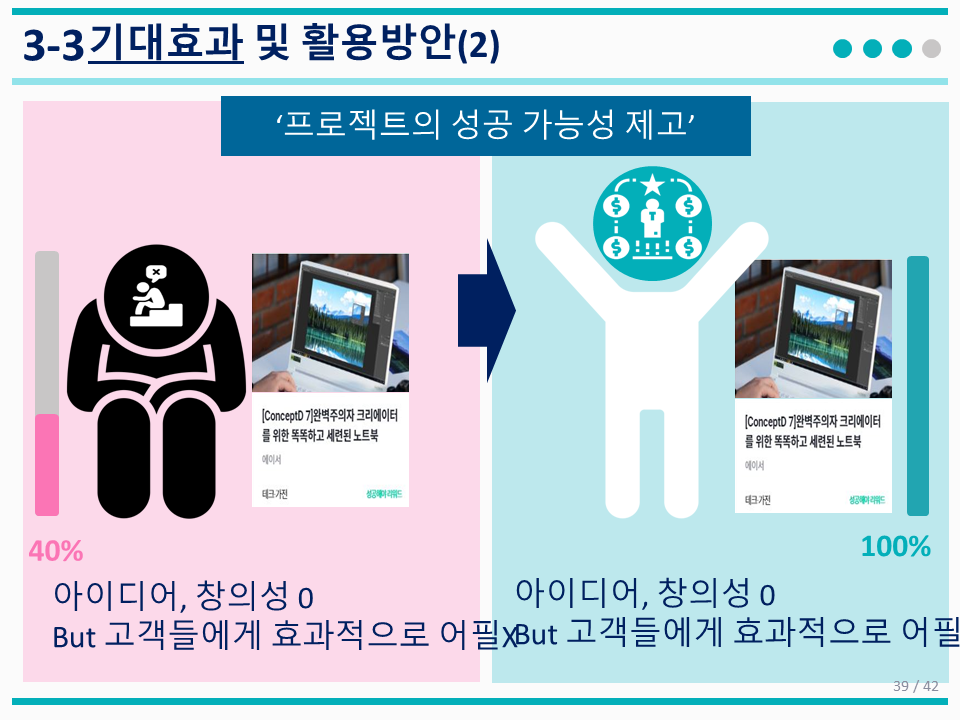 3-3기대효과 및 활용방안(2)
‘프로젝트의 성공 가능성 제고’
[ConceptD 7]완벽주의자 크리에이터
를 위한 똑똑하고 세련된 노트북
에이서
테크 가전
성공해야 리워드
[ConceptD 7]완벽주의자 크리에이터
를 위한 똑똑하고 세련된 노트북
에이서
테크 가전
성공해야 리워드
40%
100%
아이디어, 창의성 0
But 고객들에게 효과적으로 어필X
아이디어, 창의성 0
But 고객들에게 효과적으로 어필
39 / 42